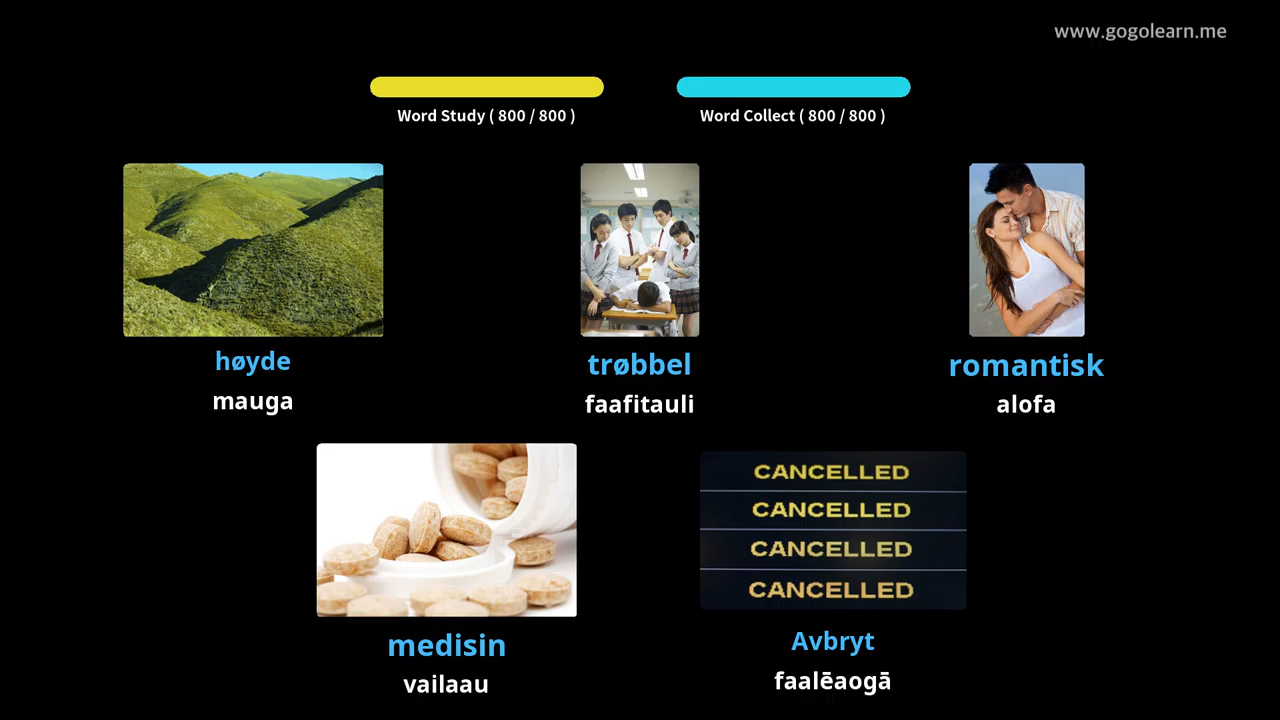 www.gogolearn.me
Word Study ( 800 / 800 )
Word Collect ( 800 / 800 )
høyde
mauga
trøbbel
faafitauli
romantisk
alofa
CANCELLED
CANCELLED
CANCELLED
CANCELLED
medisin
vailaau
Avbryt
faalēaogā